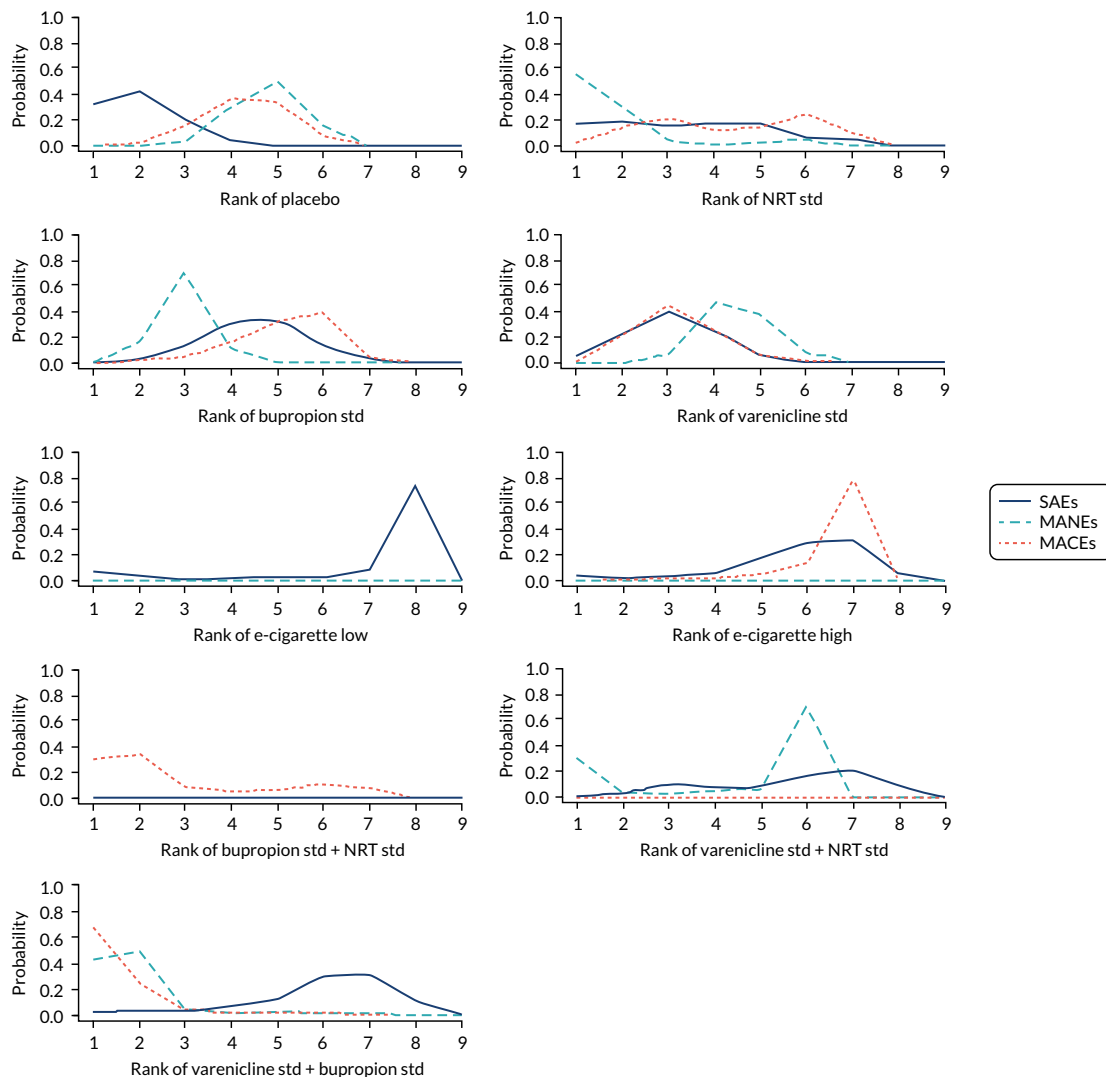 1.0
0.8
0.6
0.4
0.2
0.0
Probability
1 2 3 4 5 6 7 8 9
Rank of placebo
1.0
0.8
0.6
0.4
0.2
0.0
Probability
1 2 3 4 5 6 7 8 9
Rank of NRT std
1.0
0.8
0.6
0.4
0.2
0.0
Probability
1 2 3 4 5 6 7 8 9
Rank of bupropion std
1.0
0.8
0.6
0.4
0.2
0.0
Probability
1 2 3 4 5 6 7 8 9
Rank of varenicline std
1.0
0.8
0.6
0.4
0.2
0.0
Probability
1 2 3 4 5 6 7 8 9
Rank of e-cigarette low
1.0
0.8
0.6
0.4
0.2
0.0
Probability
1 2 3 4 5 6 7 8 9
Rank of e-cigarette high
SAEs
MANEs
MACEs
1.0
0.8
0.6
0.4
0.2
0.0
Probability
1 2 3 4 5 6 7 8 9
Rank of bupropion std + NRT std
1.0
0.8
0.6
0.4
0.2
0.0
Probability
1 2 3 4 5 6 7 8 9
Rank of varenicline std + NRT std
1.0
0.8
0.6
0.4
0.2
0.0
Probability
1 2 3 4 5 6 7 8 9
Rank of varenicline std + bupropion std